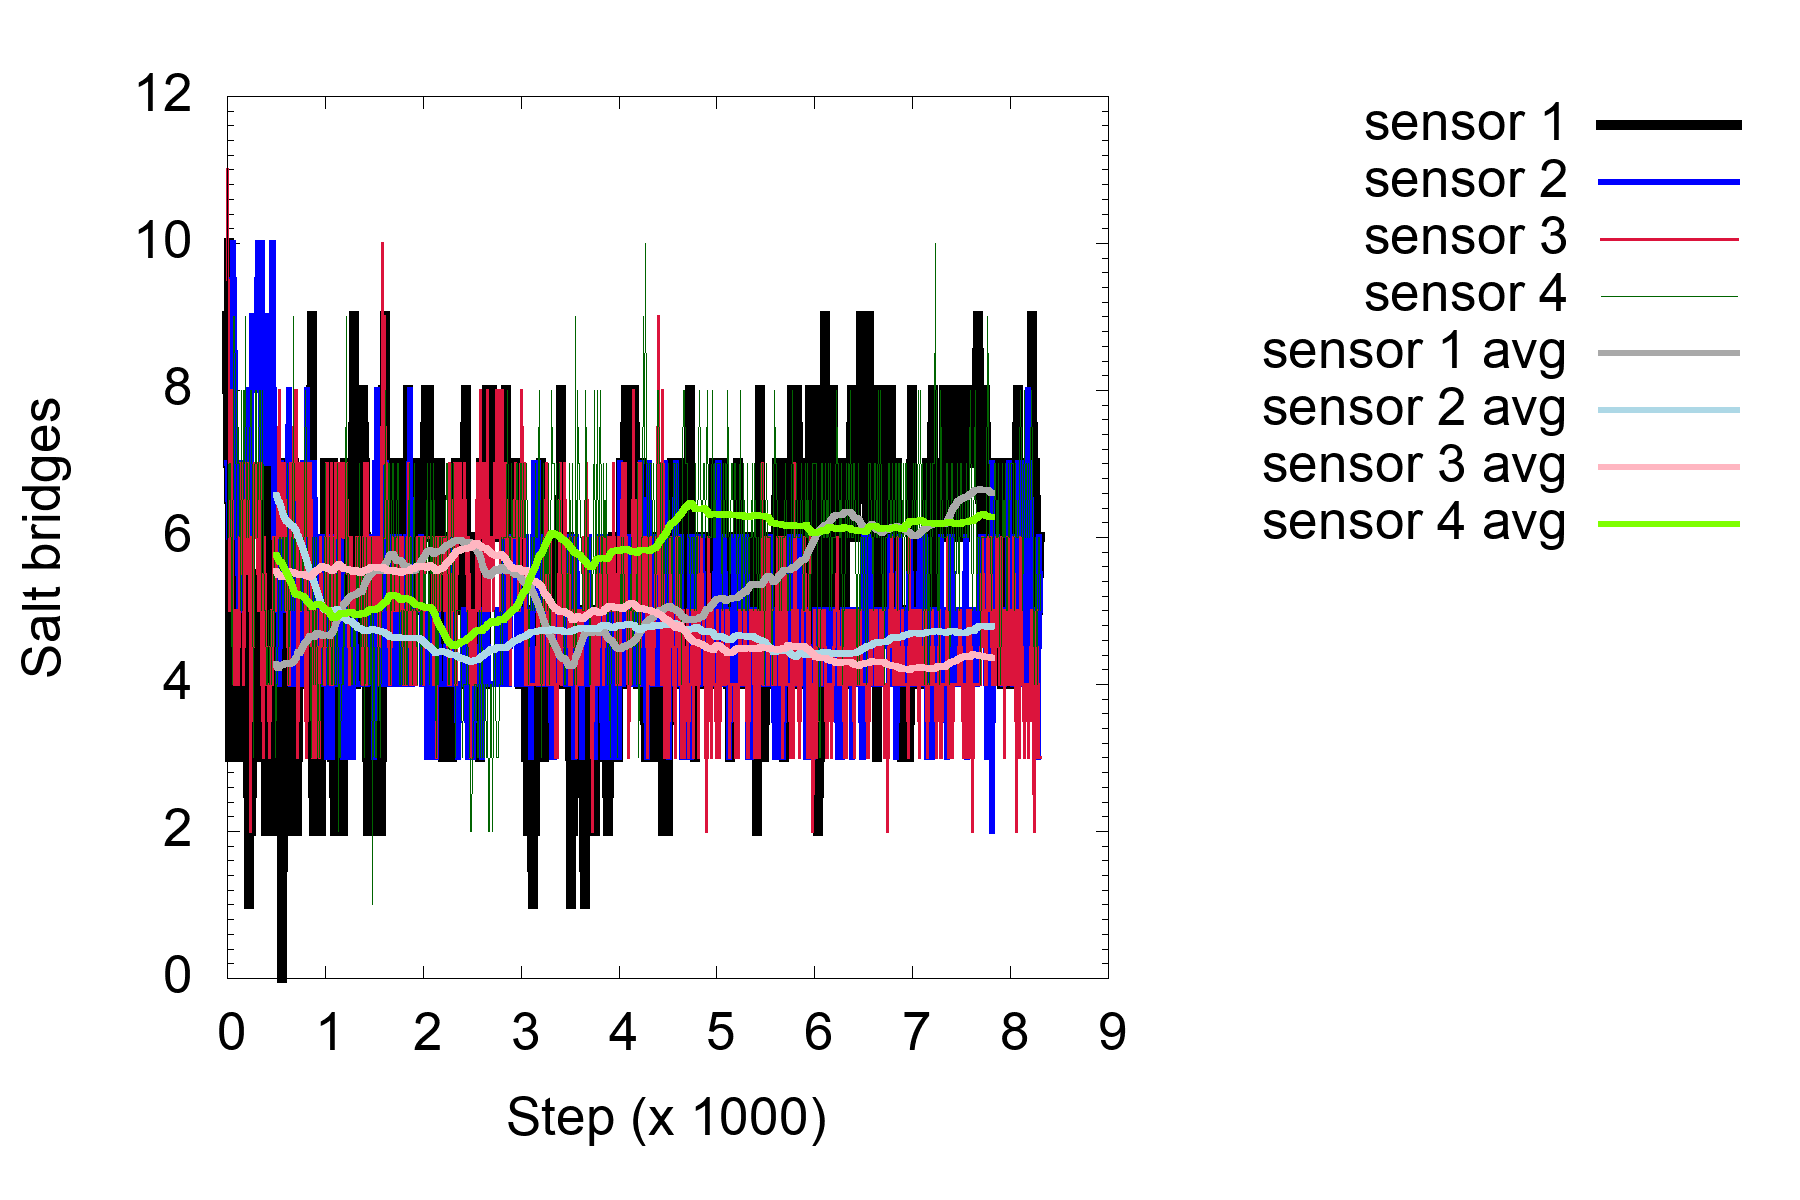 Salt bridges
12
10
8
6
4
2
0
0 1 2 3 4 5 6 7 8 9
Step (x 1000)
sensor 1
sensor 2
sensor 3
sensor 4
sensor 1 avg
sensor 2 avg
sensor 3 avg
sensor 4 avg